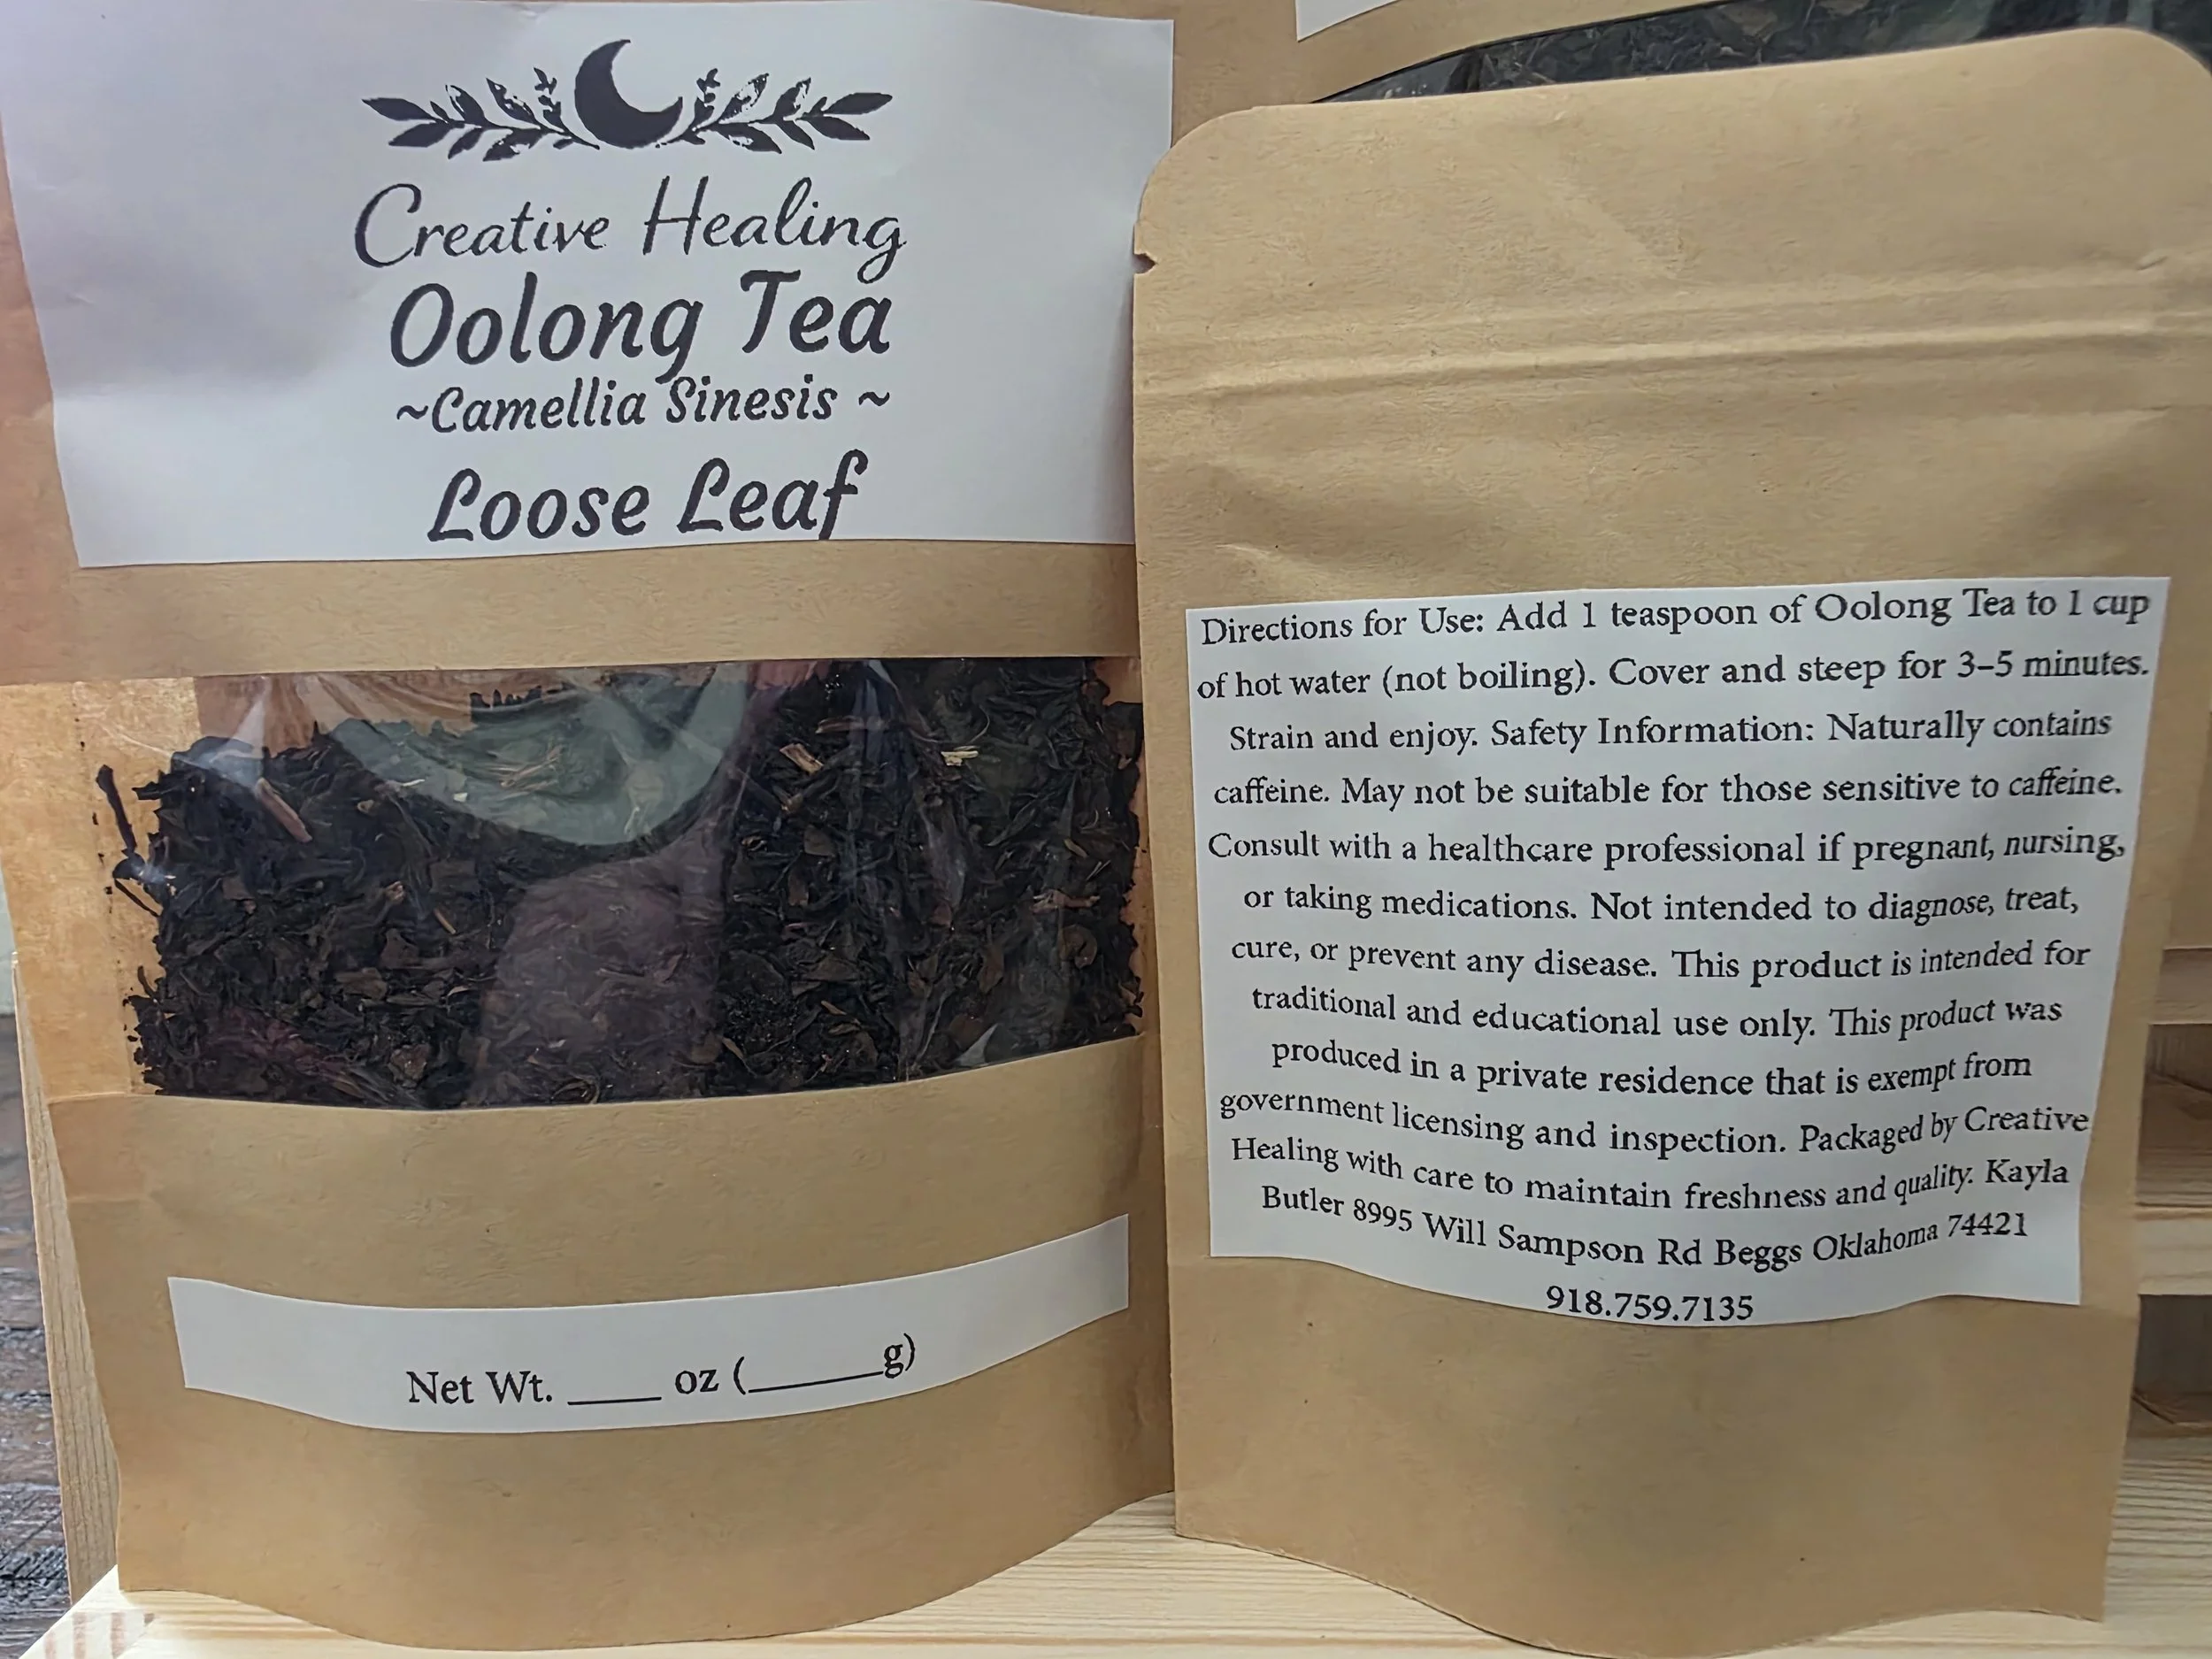 Creative Healing
Oolong Tea
~Camellia Sinesis ~
Loose Leaf
Net Wt. ____ oz (______g)
Directions for Use: Add 1 teaspoon of Oolong Tea to 1 cup
of hot water (not boiling). Cover and steep for 3–5 minutes.
Strain and enjoy. Safety Information: Naturally contains
caffeine. May not be suitable for those sensitive to caffeine.
Consult with a healthcare professional if pregnant, nursing,
or taking medications. Not intended to diagnose, treat,
cure, or prevent any disease. This product is intended for
traditional and educational use only. This product was
produced in a private residence that is exempt from
government licensing and inspection. Packaged by Creative
Healing with care to maintain freshness and quality. Kayla
Butler 8995 Will Sampson Rd Beggs Oklahoma 74421
918.759.7135